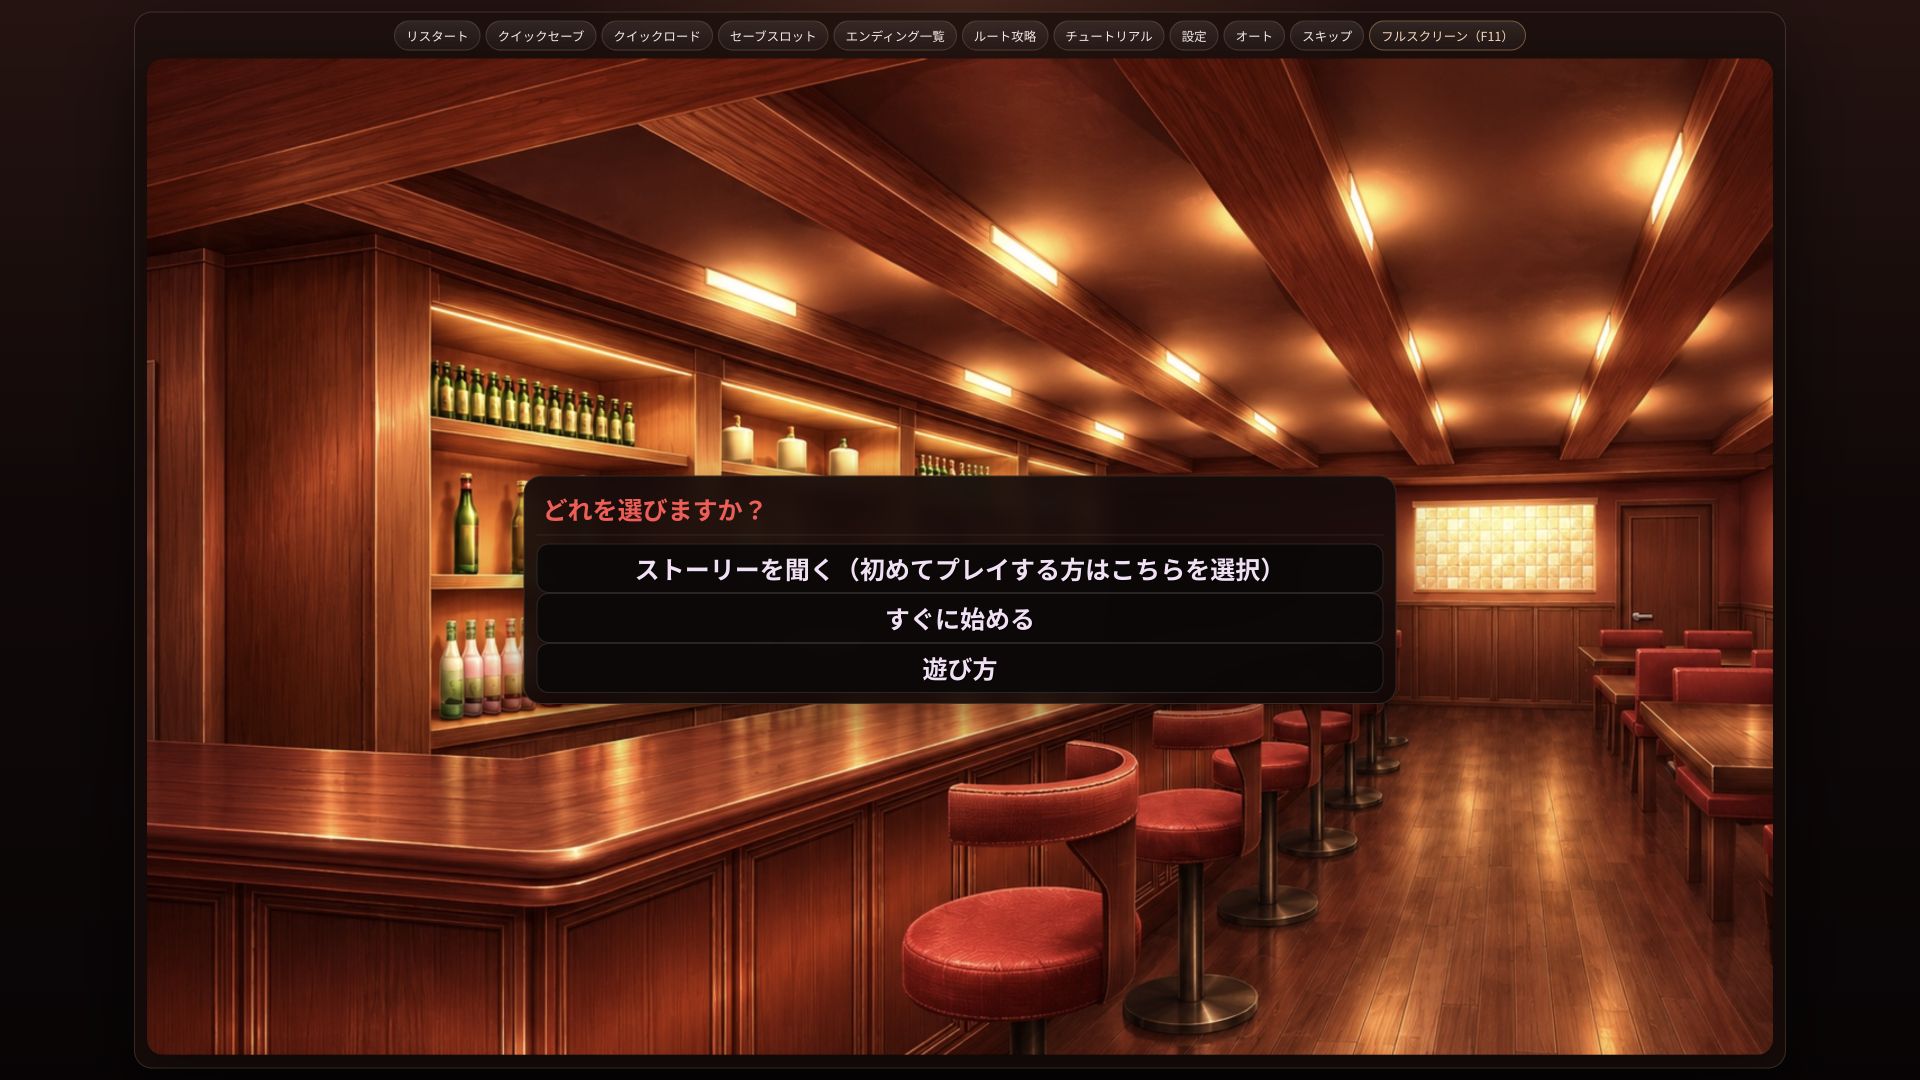 リスタート
クイックセーブ
クイックロード
セーブスロット
エンディング一覧
ルート攻略
チュートリアル
設定
オート
スキップ
フルスクリーン（F11）
どれを選びますか？
ストーリーを聞く（初めてプレイする方はこちらを選択）
すぐに始める
遊び方